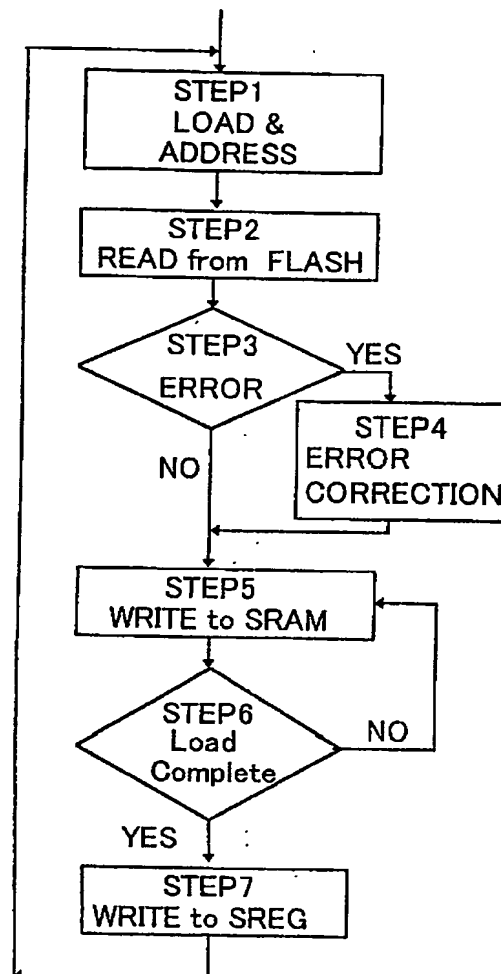 STEP1
LOAD &
ADDRESS
STEP2
READ from FLASH
STEP3
ERROR
YES
NO
STEP4
ERROR
CORRECTION
STEP5
WRITE to SRAM
STEP6
Load
Complete
NO
YES
STEP7
WRITE to SREG